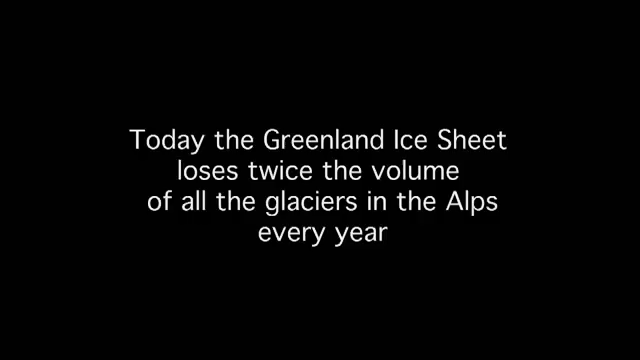 Today the Greenland Ice Sheet
loses twice the volume
of all the glaciers in the Alps
every year